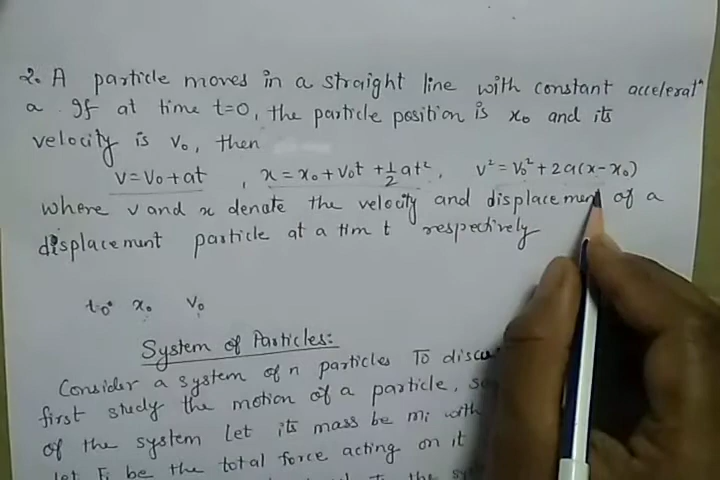 2. A particle moves in a straight line with constant acceleratⁿ
a . If at time t=0, the particle position is x₀ and its
velocity is v₀, then
v=v₀+at , x = x₀+v₀t +½at², v² = v₀² + 2a(x-x₀)
where v and x denote the velocity and displacement of a
displacement particle at a tim t respectively
t₀ x₀ v₀
System of Particles:
Consider a system of n particles To discu
first study the motion of a particle,
of the system let its mass be mᵢ with
let Fᵢ be the total force acting on it